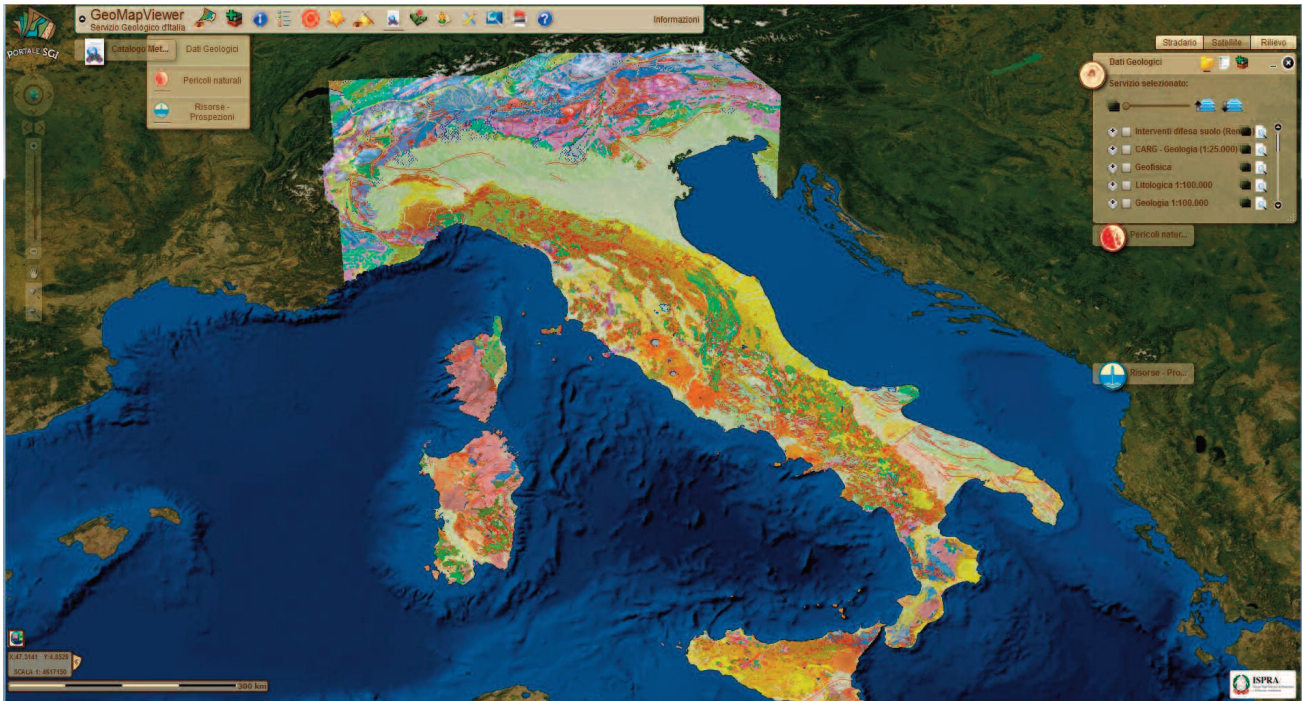 GeoMapViewer
Servizio Geologico d'Italia
Informazioni
PORTALE SGI
Catalogo Met...
Dati Geologici
Pericoli naturali
Risorse -
Prospezioni
Stradario
Satellite
Rilievo
Dati Geologici
Servizio selezionato:
Interventi difesa suolo (Ren
CARG - Geologia (1:25.000)
Geofisica
Litologica 1:100.000
Geologia 1:100.000
Pericoli natur...
Risorse - Pro...
SCALA 1:
300 km
ISPRA